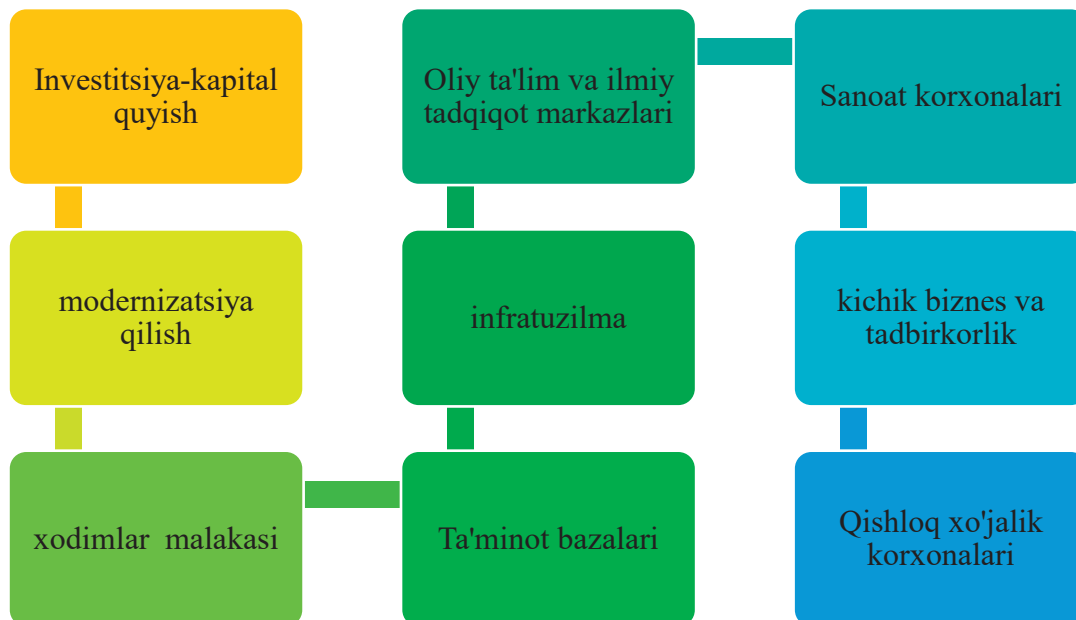 Investitsiya-kapital
quyish
modernizatsiya
qilish
xodimlar malakasi
Ta'minot bazalari
infratuzilma
Oliy ta'lim va ilmiy
tadqiqot markazlari
Sanoat korxonalari
kichik biznes va
tadbirkorlik
Qishloq xo'jalik
korxonalari